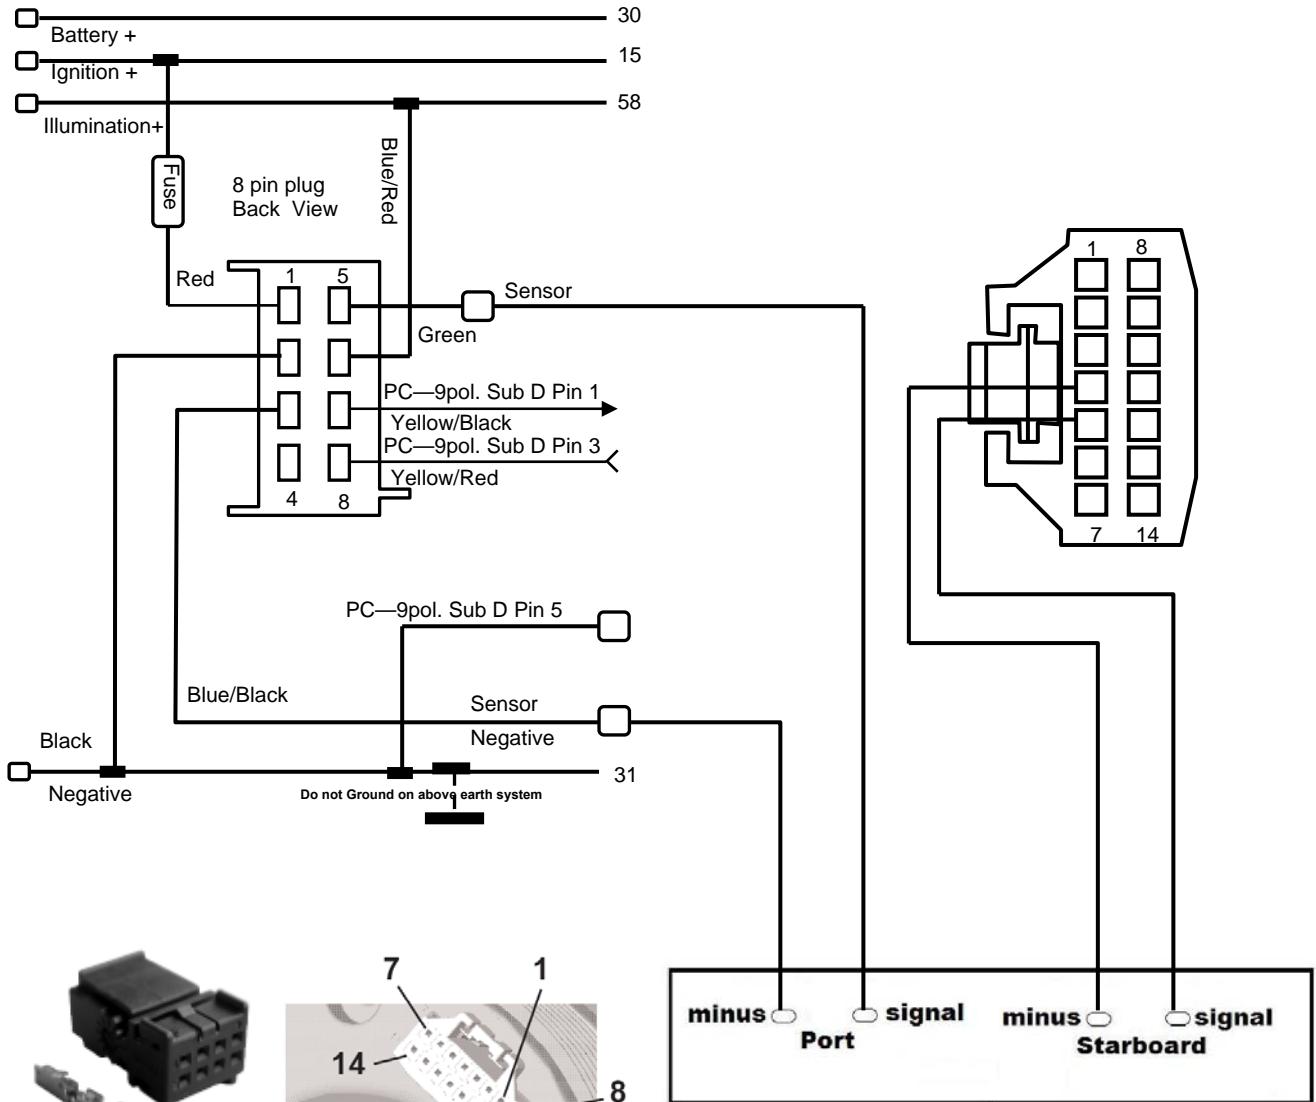 30
Battery +
15
Ignition +
58
Illumination+
Fuse
Blue/Red
8 pin plug
Back View
Red
1 5
Sensor
Green
PC—9pol. Sub D Pin 1
Yellow/Black
PC—9pol. Sub D Pin 3
Yellow/Red
4 8
1 8
7 14
PC—9pol. Sub D Pin 5
Blue/Black
Sensor
Negative
Black
31
Negative
Do not Ground on above earth system
7 1
14
8
minus signal
Port
minus signal
Starboard